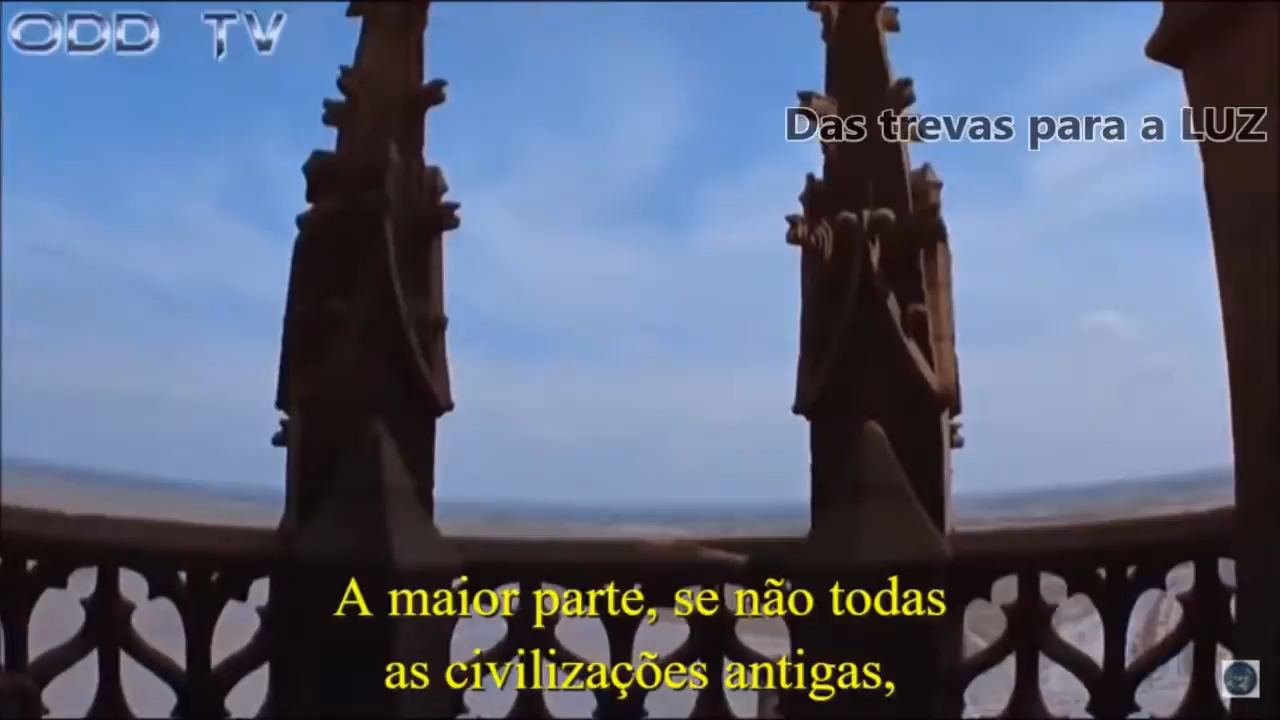 ODD TV
Das trevas para a LUZ
A maior parte, se não todas
as civilizações antigas,